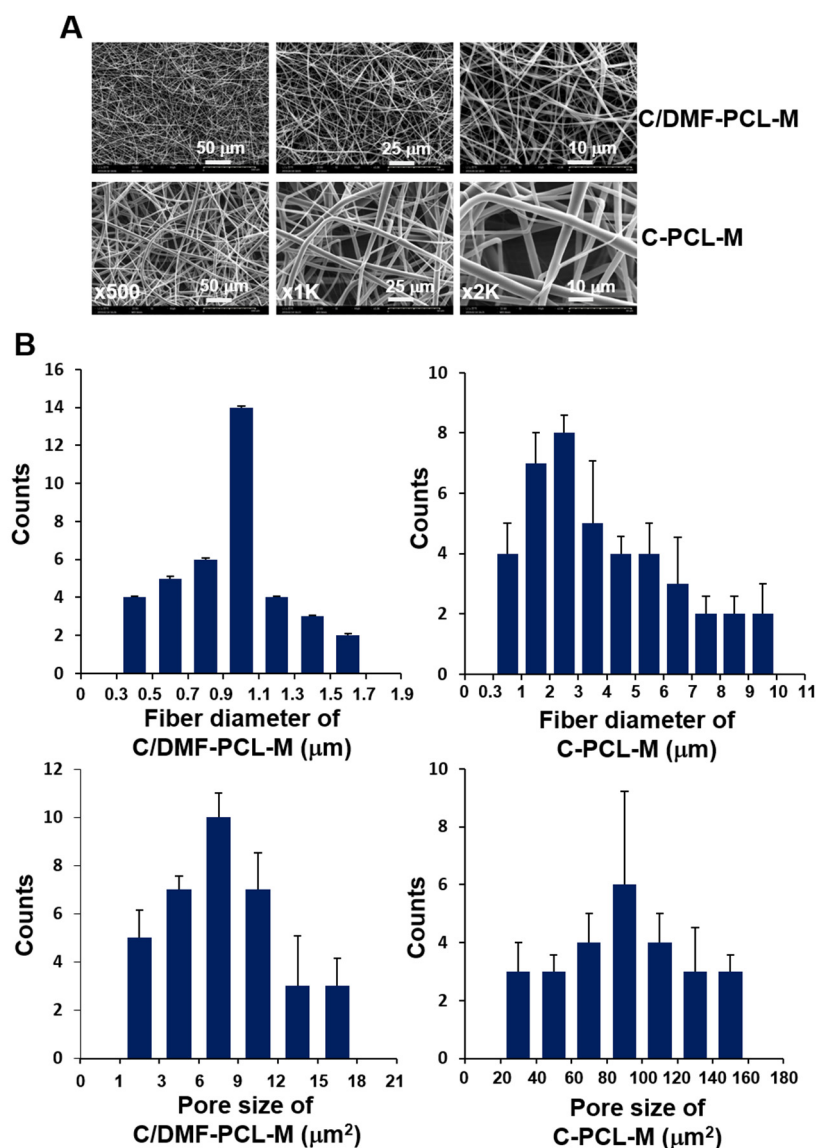 A
50 μm
25 μm
10 μm
C/DMF-PCL-M
x500
50 μm
x1K
25 μm
x2K
10 μm
C-PCL-M
B
16
14
12
10
8
6
4
2
0
Counts
0 0.3 0.5 0.7 0.9 1.1 1.3 1.5 1.7 1.9
Fiber diameter of
C/DMF-PCL-M (μm)
10
8
6
4
2
0
Counts
0 0.3 1 2 3 4 5 6 7 8 9 10 11
Fiber diameter of
C-PCL-M (μm)
12
10
8
6
4
2
0
Counts
0 1 3 6 9 12 15 18 21
Pore size of
C/DMF-PCL-M (μm²)
10
8
6
4
2
0
Counts
0 20 40 60 80 100 120 140 160 180
Pore size of
C-PCL-M (μm²)